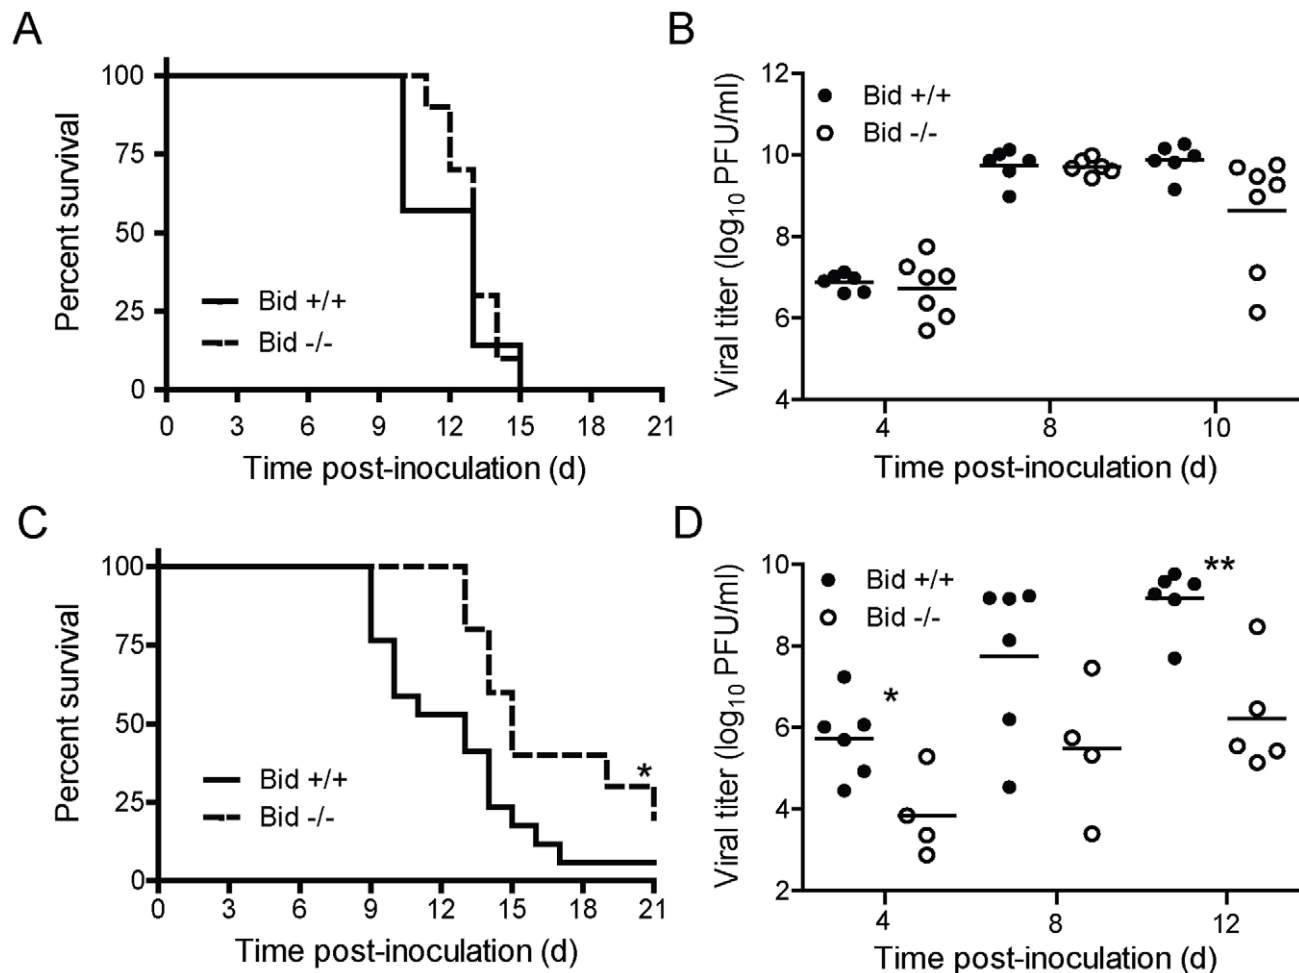 A
Percent survival
100
75
50
25
0
Bid +/+
Bid -/-
0 3 6 9 12 15 18 21
Time post-inoculation (d)
B
Viral titer (log10 PFU/ml)
12
10
8
6
4
Bid +/+
Bid -/-
4 8 10
Time post-inoculation (d)
C
Percent survival
100
75
50
25
0
Bid +/+
Bid -/-
*
0 3 6 9 12 15 18 21
Time post-inoculation (d)
D
Viral titer (log10 PFU/ml)
10
8
6
4
2
Bid +/+
Bid -/-
*
**
4 8 12
Time post-inoculation (d)